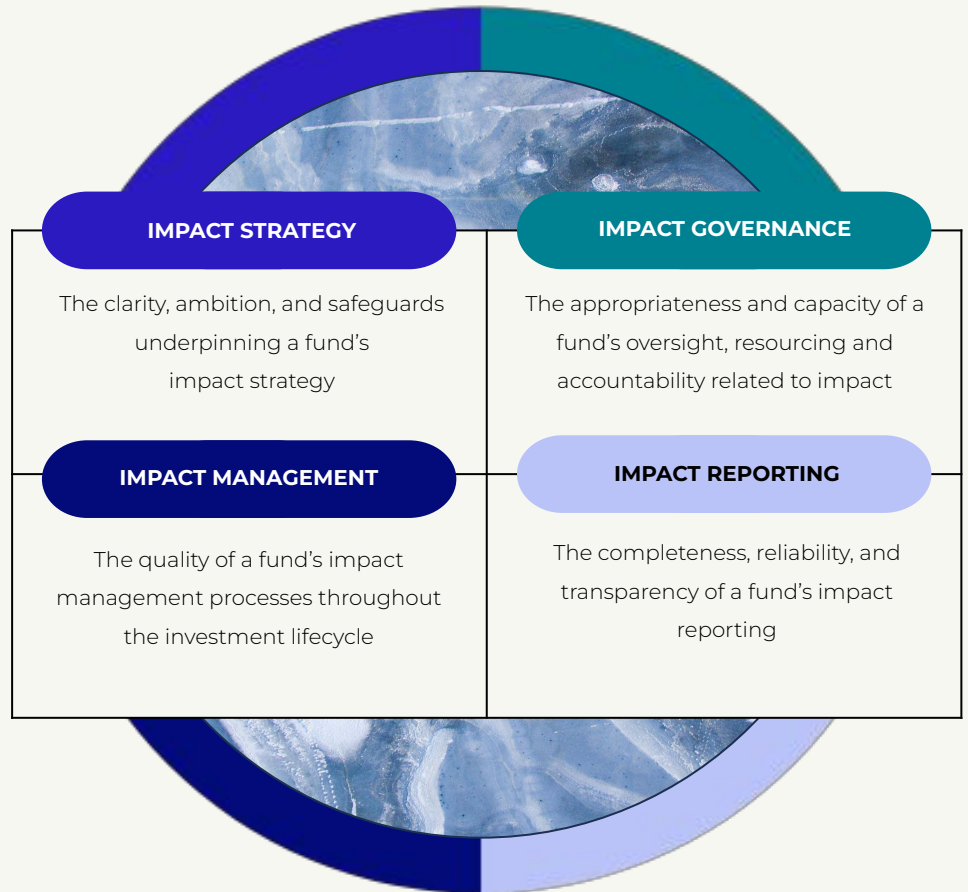 IMPACT STRATEGY
The clarity, ambition, and safeguards
underpinning a fund’s
impact strategy
IMPACT GOVERNANCE
The appropriateness and capacity of a
fund’s oversight, resourcing and
accountability related to impact
IMPACT MANAGEMENT
The quality of a fund’s impact
management processes throughout
the investment lifecycle
IMPACT REPORTING
The completeness, reliability, and
transparency of a fund’s impact
reporting